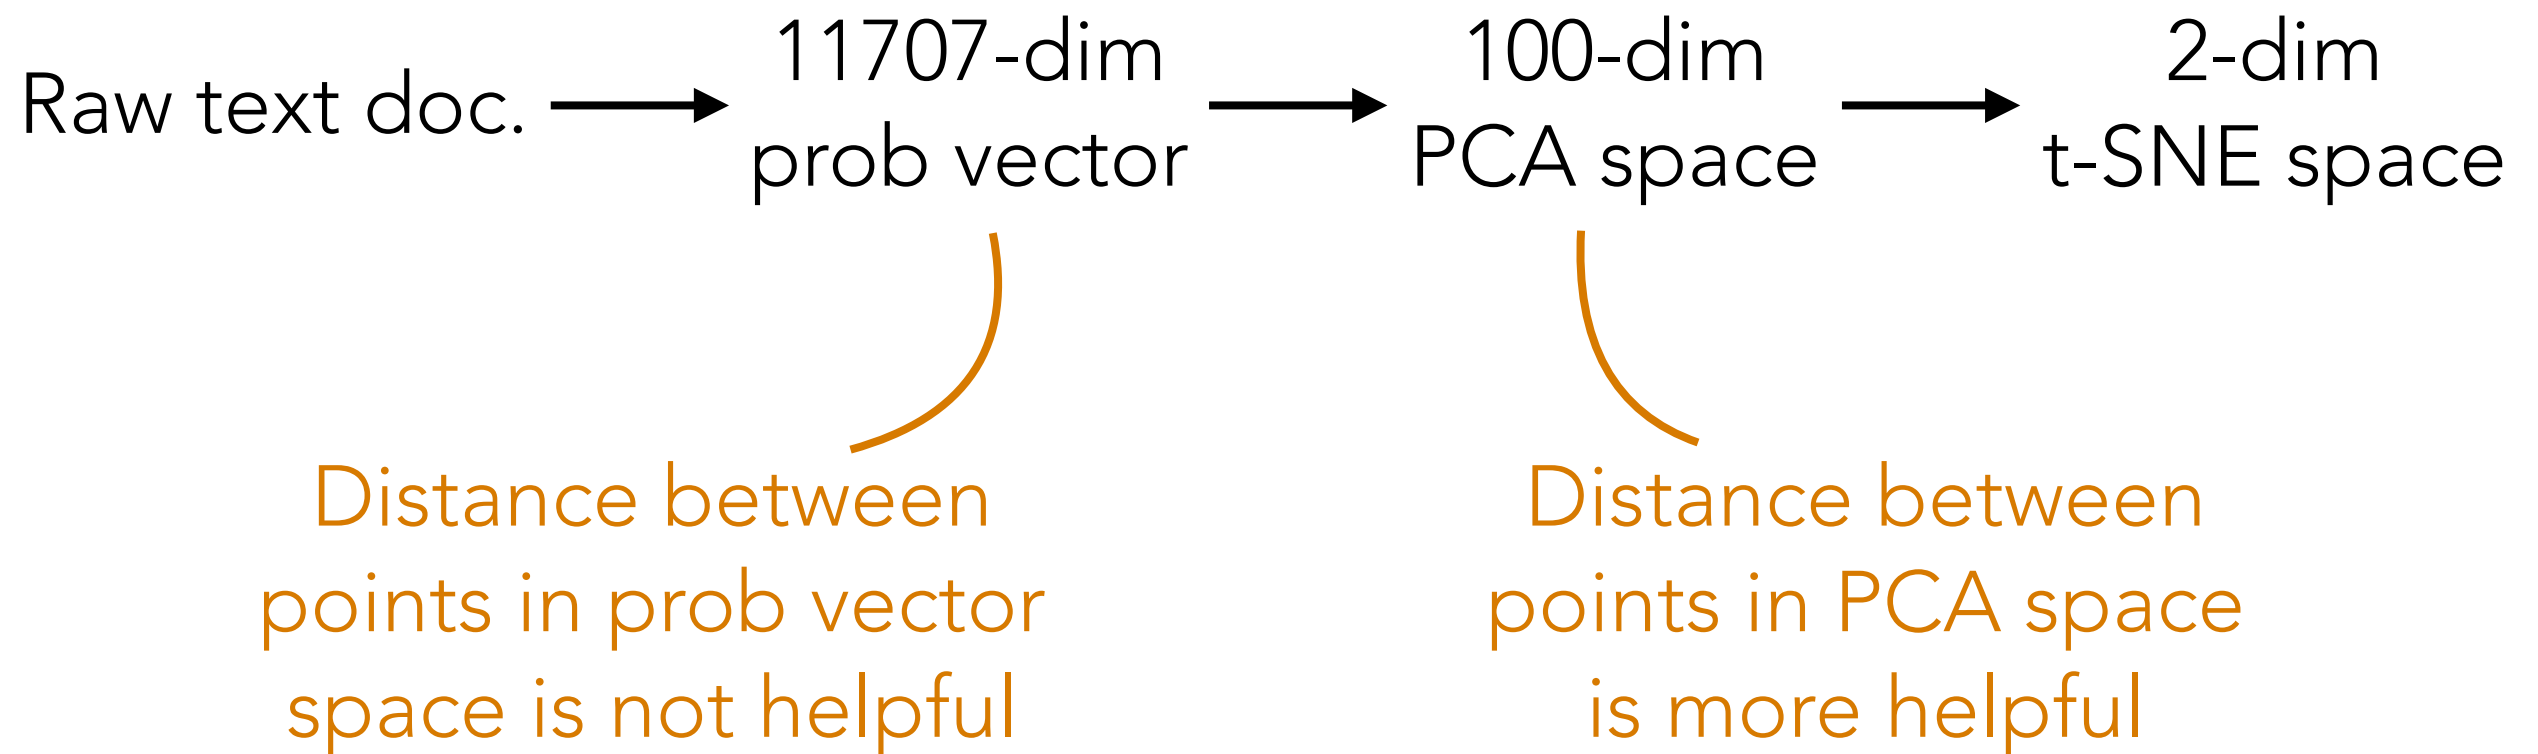 Raw text doc.
11707-dim
prob vector
100-dim
PCA space
2-dim
t-SNE space
Distance between
points in prob vector
space is not helpful
Distance between
points in PCA space
is more helpful